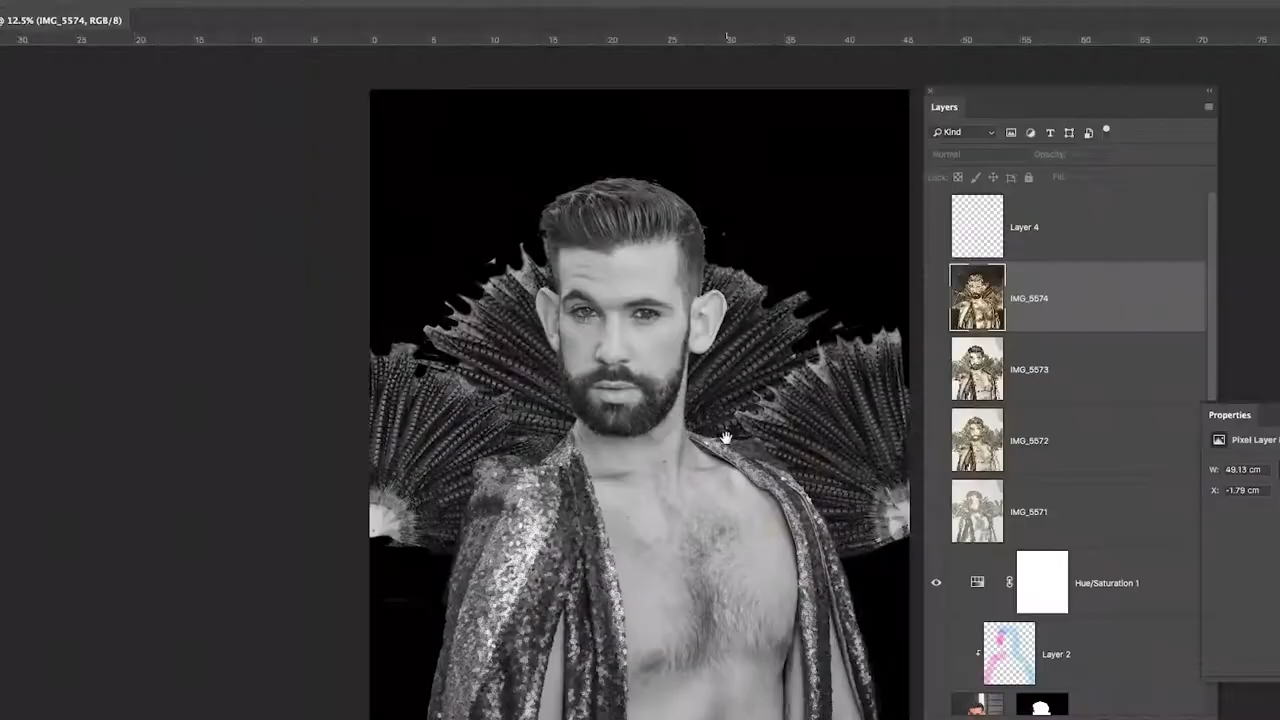 @ 12.5% (IMG_5574, RGB/8)
30 25 20 15 10 5 0 5 10 15 20 25 30 35 40 45 50 55 60 65 70 75
Layers
Kind
Normal Opacity:
Lock: Fill:
Layer 4
IMG_5574
IMG_5573
IMG_5572
IMG_5571
Hue/Saturation 1
Layer 2
Properties
Pixel Layer
W: 49.13 cm
X: -1.79 cm